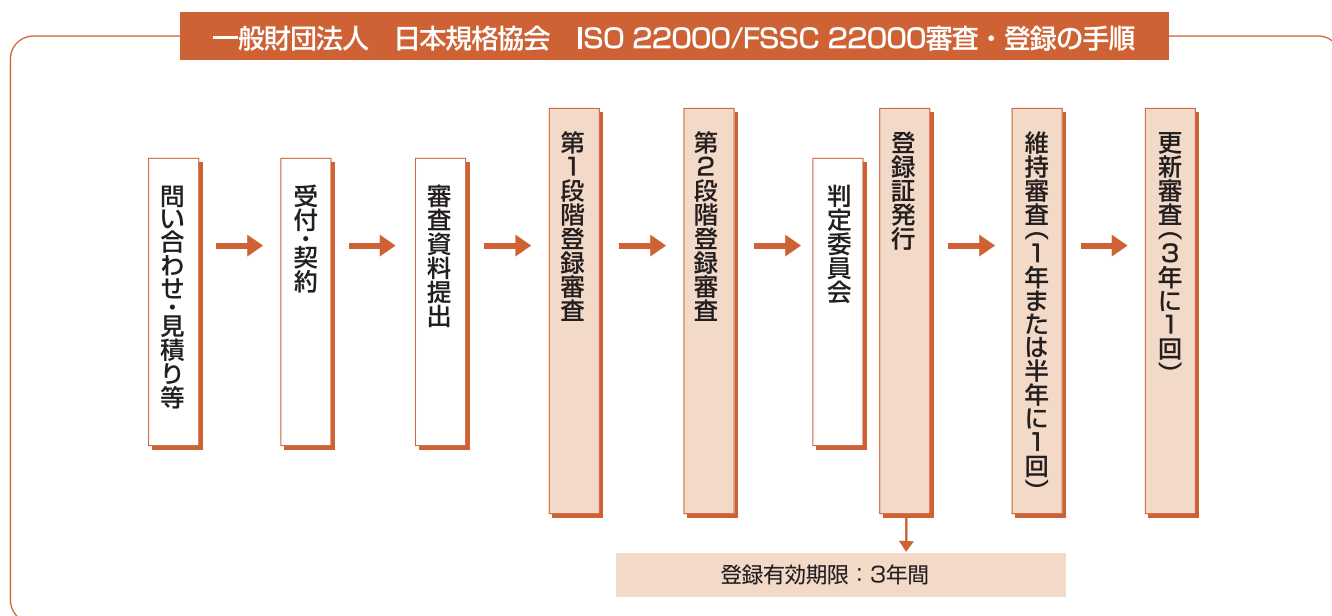 一般財団法人　日本規格協会　ISO 22000/FSSC 22000審査・登録の手順
問い合わせ・見積り等
受付・契約
審査資料提出
第1段階登録審査
第2段階登録審査
判定委員会
登録証発行
維持審査(1年または半年に1回)
更新審査(3年に1回)
登録有効期限：3年間